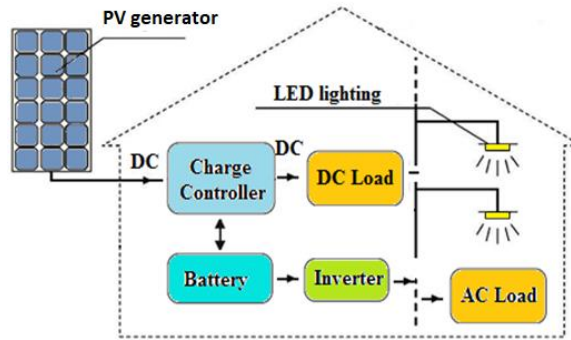 PV generator
LED lighting
DC
Charge
Controller
DC
DC Load
Battery
Inverter
AC Load